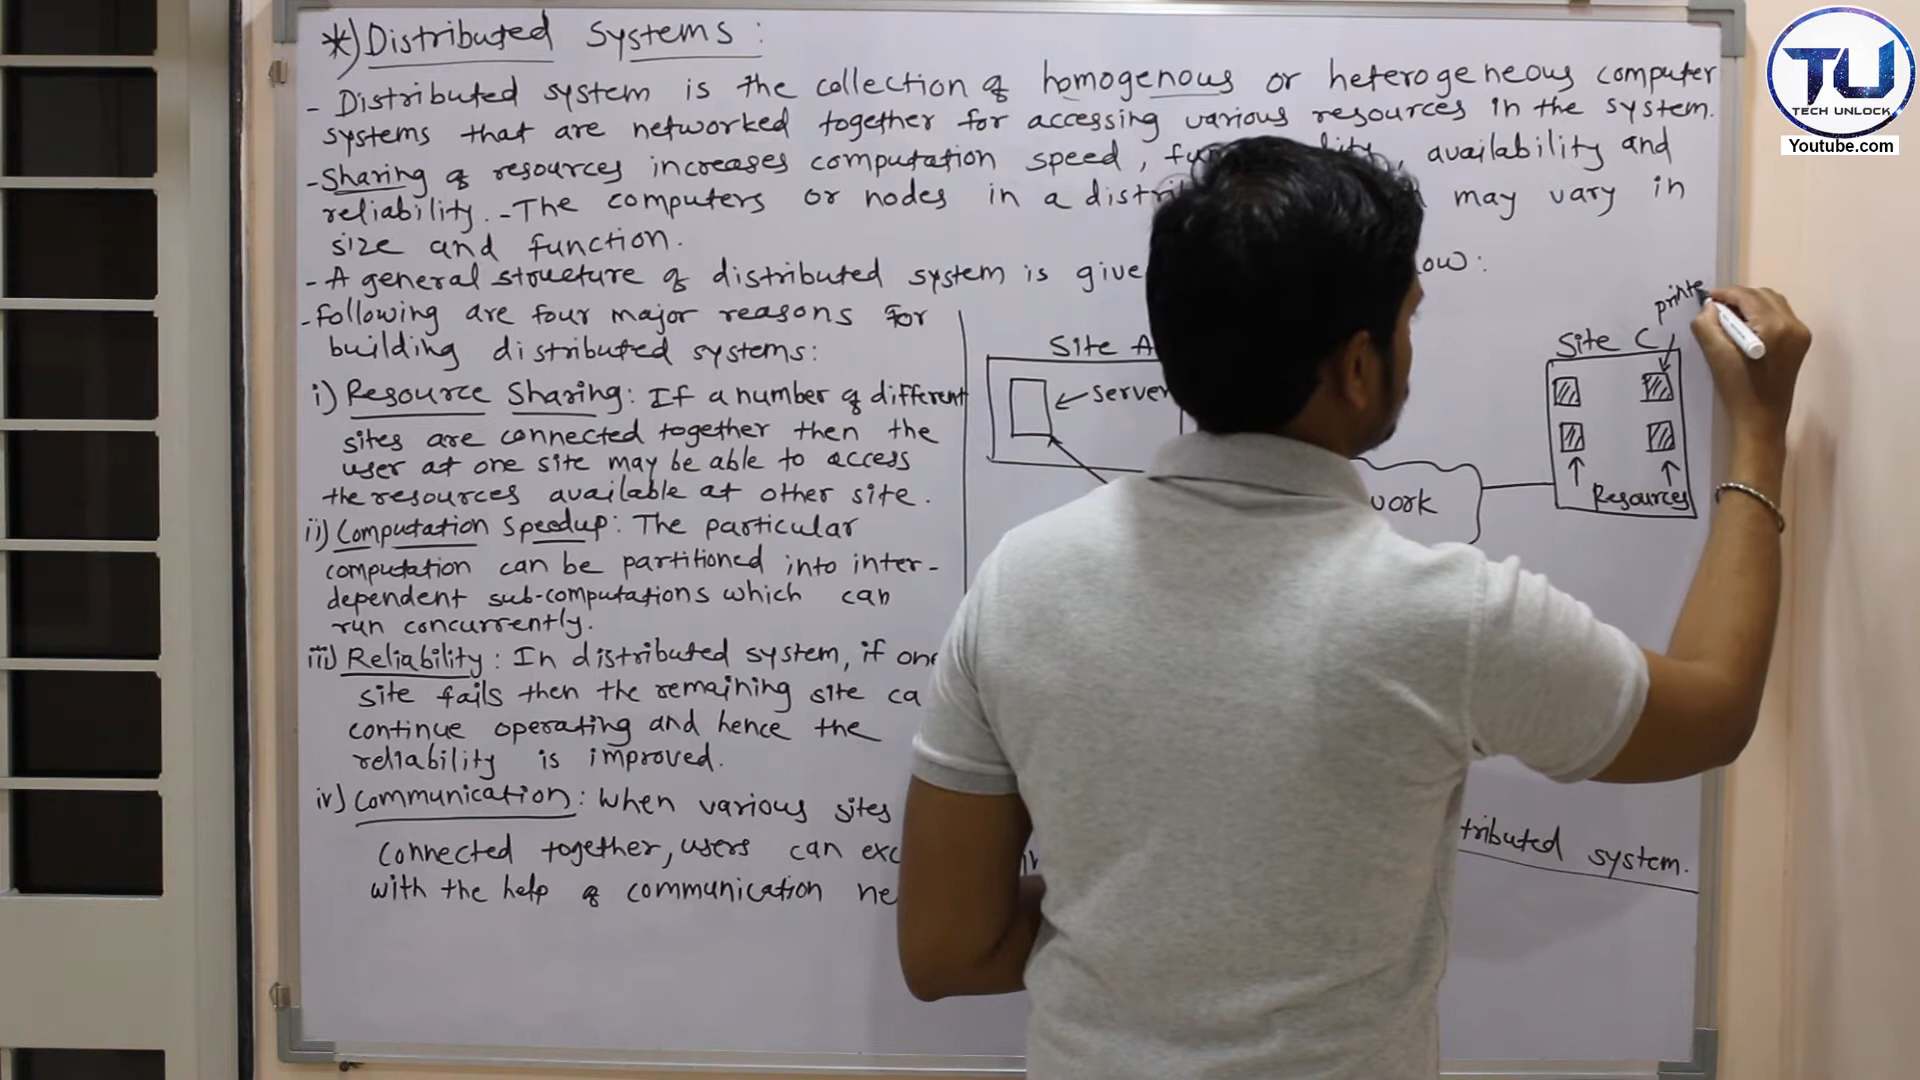 *) Distributed Systems :
- Distributed system is the collection of homogenous or heterogeneous computer
systems that are networked together for accessing various resources in the system.
- Sharing of resources increases computation speed, availability and
reliability. - The computers or nodes in a may vary in
size and function.
- A general structure of distributed system is
- Following are four major reasons for
building distributed systems:
i) Resource Sharing: If a number of different
sites are connected together then the
user at one site may be able to access
the resources available at other site.
ii) Computation Speedup: The particular
computation can be partitioned into inter-
dependent sub-computations which can
run concurrently.
iii) Reliability: In distributed system, if one
site fails then the remaining site ca
continue operating and hence the
reliability is improved.
iv) Communication: When various sites
connected together, users can exc
with the help of communication ne
Site A
Server
work
Site C
printe
Resources
tributed system.
TU
TECH UNLOCK
Youtube.com